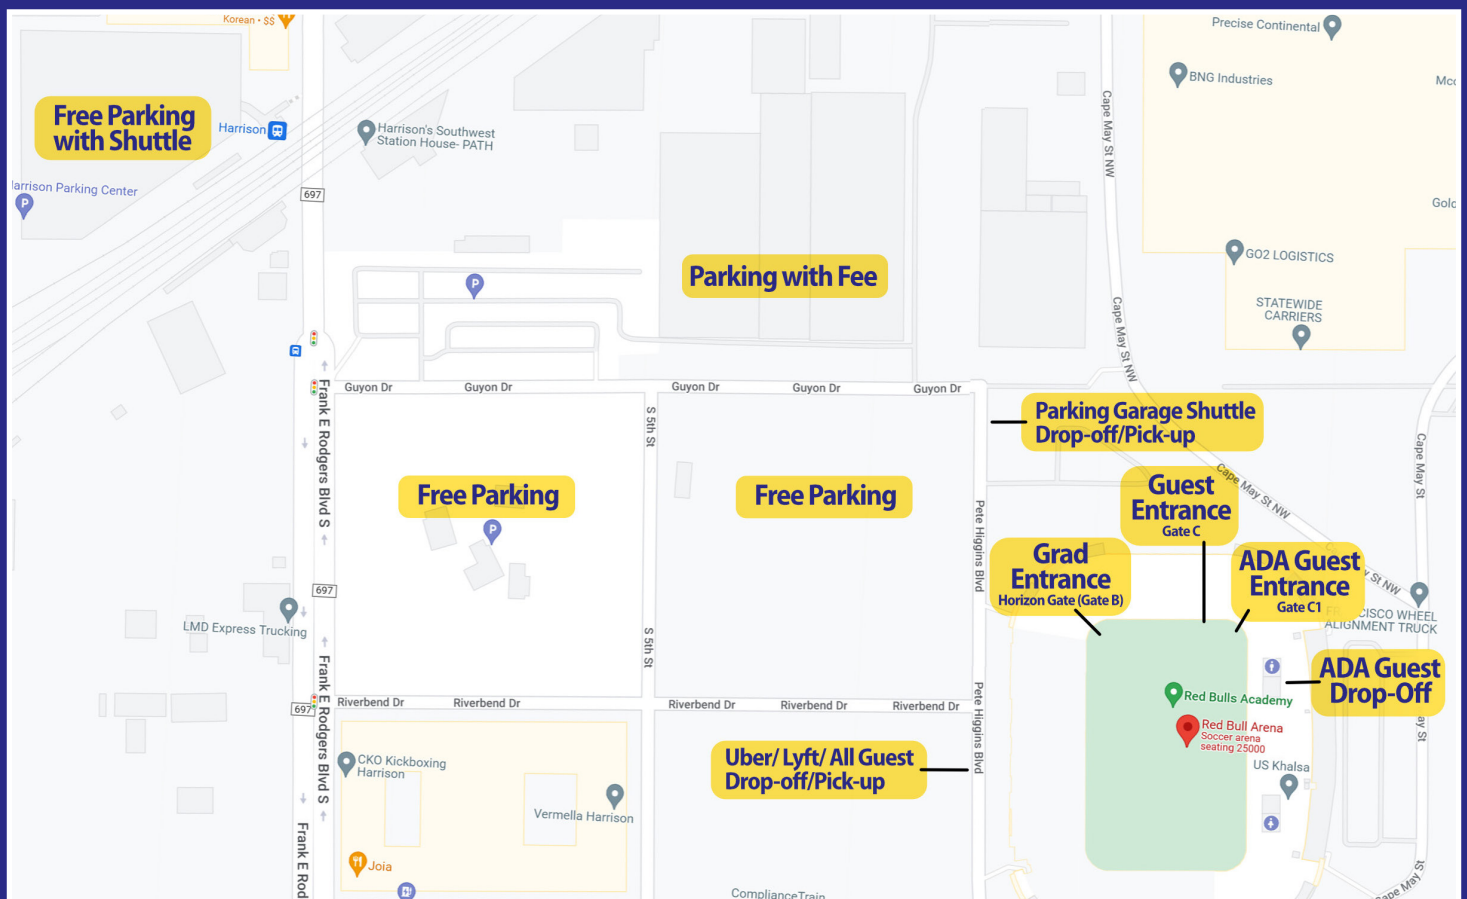 Korean • $$
Precise Continental
BNG Industries
Free Parking
with Shuttle
Harrison
Harrison's Southwest
Station House- PATH
Cape May St NW
arrison Parking Center
697
GO2 LOGISTICS
Parking with Fee
STATEWIDE
CARRIERS
Cape May St NW
Guyon Dr
Guyon Dr
Guyon Dr
Guyon Dr
Guyon Dr
Frank E Rodgers Blvd S
S 5th St
Parking Garage Shuttle
Drop-off/Pick-up
Cape May St
Cape May St NW
Free Parking
Free Parking
Guest
Entrance
Gate C
Pete Higgins Blvd
Grad
Entrance
Horizon Gate (Gate B)
ADA Guest
Entrance
Gate C1
y St NW
697
LMD Express Trucking
S 5th St
FR CISCO WHEEL
ALIGNMENT TRUCK
Frank E Rodgers Blvd S
ADA Guest
Drop-Off
Red Bulls Academy
697
Riverbend Dr
Riverbend Dr
Riverbend Dr
Riverbend Dr
Riverbend Dr
Pete Higgins Blvd
Red Bull Arena
Soccer arena
seating 25000
ay St
Uber/ Lyft/ All Guest
Drop-off/Pick-up
US Khalsa
CKO Kickboxing
Harrison
Vermella Harrison
Frank E Rod
Joia
ComplianceTrain
ape May St